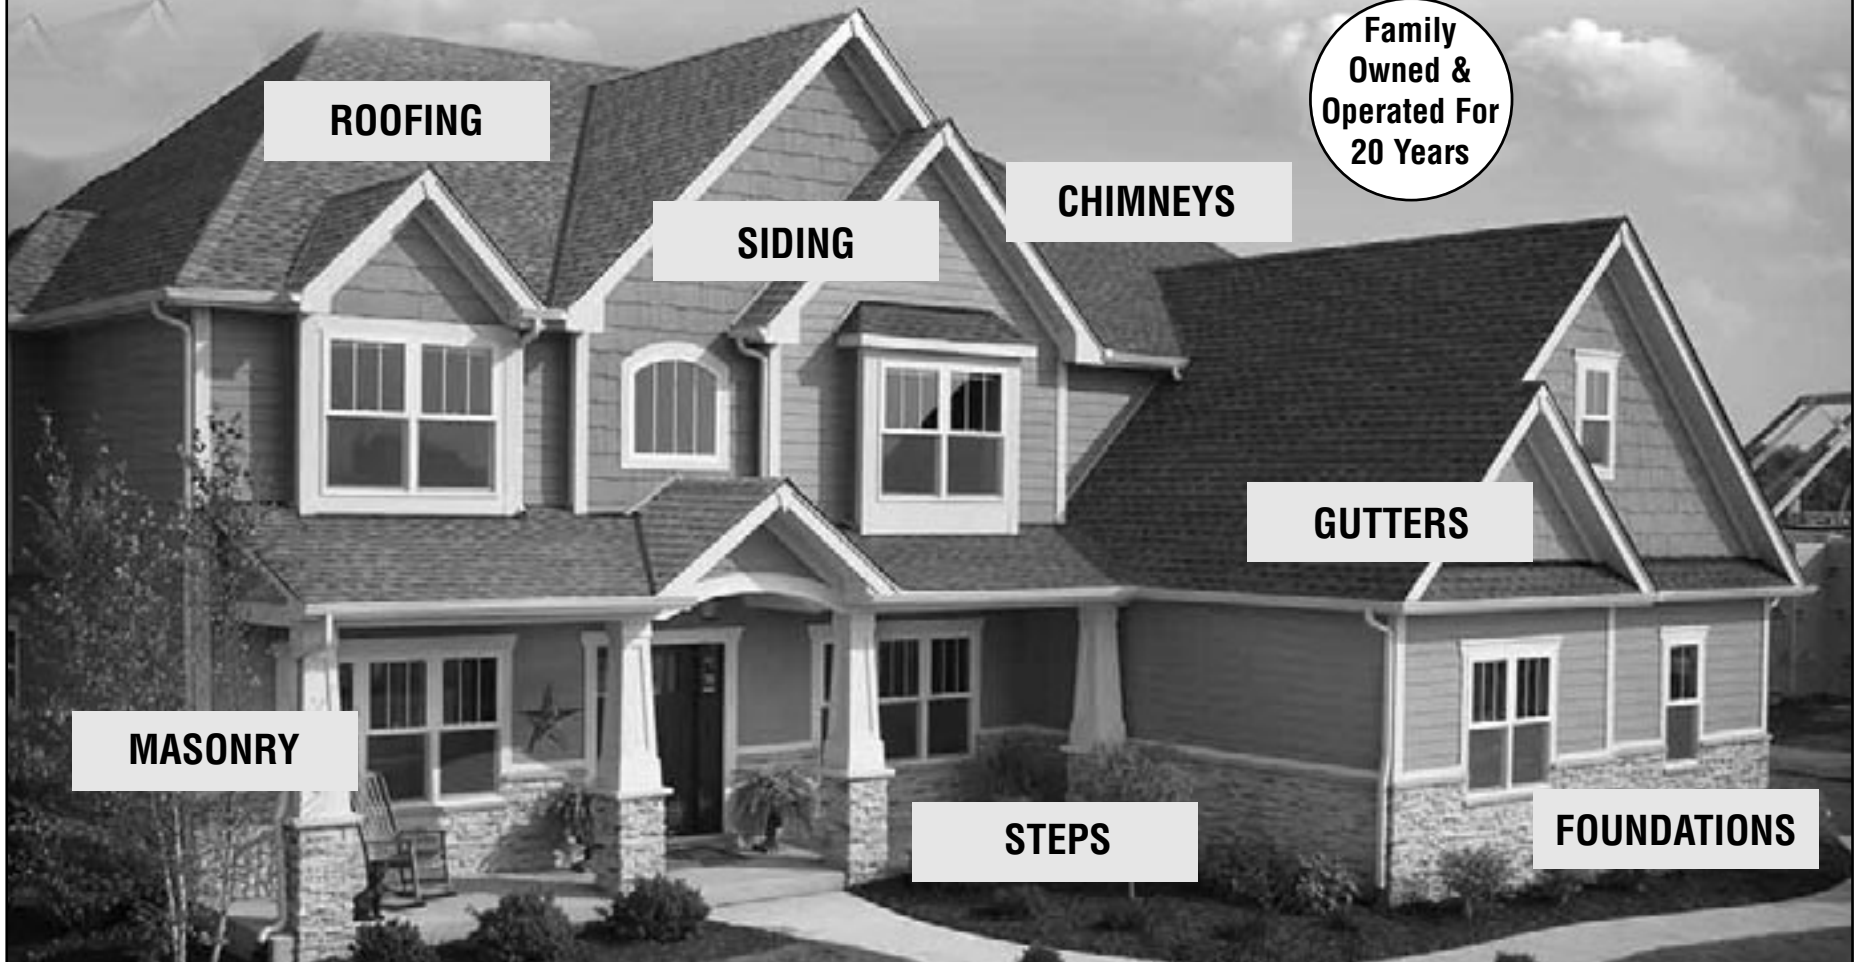 Family
Owned &
Operated For
20 Years
ROOFING
CHIMNEYS
SIDING
GUTTERS
MASONRY
STEPS
FOUNDATIONS